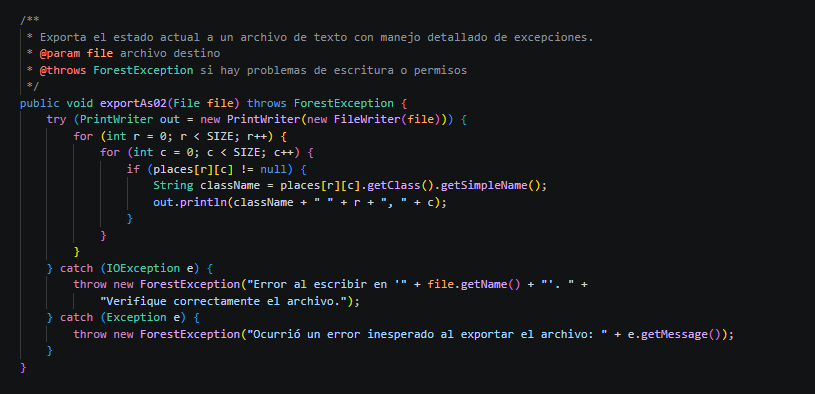 /**
 * Exporta el estado actual a un archivo de texto con manejo detallado de excepciones.
 * @param file archivo destino
 * @throws ForestException si hay problemas de escritura o permisos
 */
public void exportAs02(File file) throws ForestException {
    try (PrintWriter out = new PrintWriter(new FileWriter(file))) {
        for (int r = 0; r < SIZE; r++) {
            for (int c = 0; c < SIZE; c++) {
                if (places[r][c] != null) {
                    String className = places[r][c].getClass().getSimpleName();
                    out.println(className + " " + r + ", " + c);
                }
            }
        }
    } catch (IOException e) {
        throw new ForestException("Error al escribir en '" + file.getName() + "'. " +
            "Verifique correctamente el archivo.");
    } catch (Exception e) {
        throw new ForestException("Ocurrió un error inesperado al exportar el archivo: " + e.getMessage());
    }
}